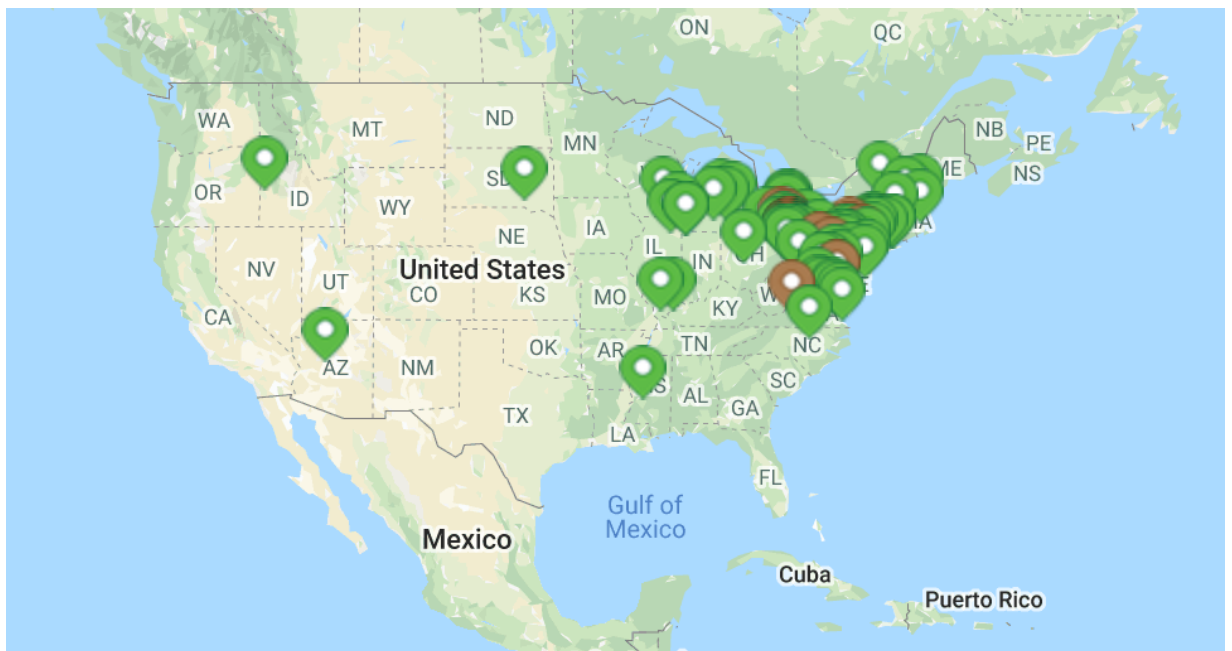 ON
QC
WA
ND
MT
MN
NB
PE
ME
NS
OR
ID
SD
WY
IA
NE
IL
IN
OH
NV
United States
UT
CO
KS
MO
KY
CA
OK
AR
TN
NC
AZ
NM
MS
SC
AL
GA
TX
LA
FL
Gulf of
Mexico
Mexico
Cuba
Puerto Rico